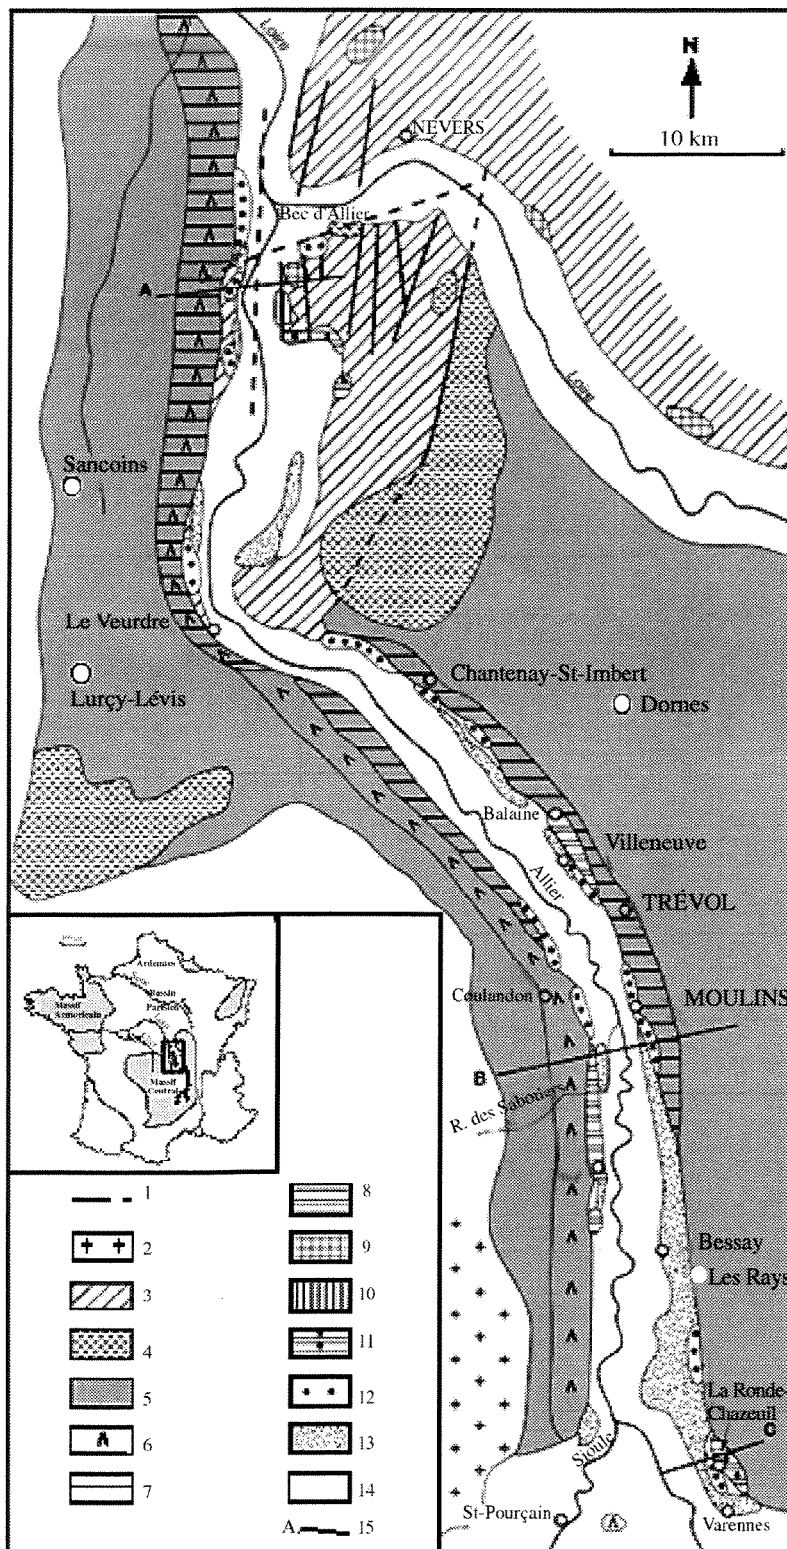 Loire
N
NEVERS
10 km
Bec d'Allier
A
Loire
Sancoins
Le Veurdre
Chantenay-St-Imbert
Lurçy-Lévis
Dornes
Balaine
Villeneuve
Allier
TRÉVOL
Coulandon
MOULINS
B
R. des Sabotiers
Bessay
Les Rays
La Ronde-
Chazeuil
C
Sioule
St-Pourçain
Varennes
Ardennes
Bassin
Parisien
Massif
Armoricain
Massif
Central
1
2
3
4
5
6
7
8
9
10
11
12
13
14
A
15